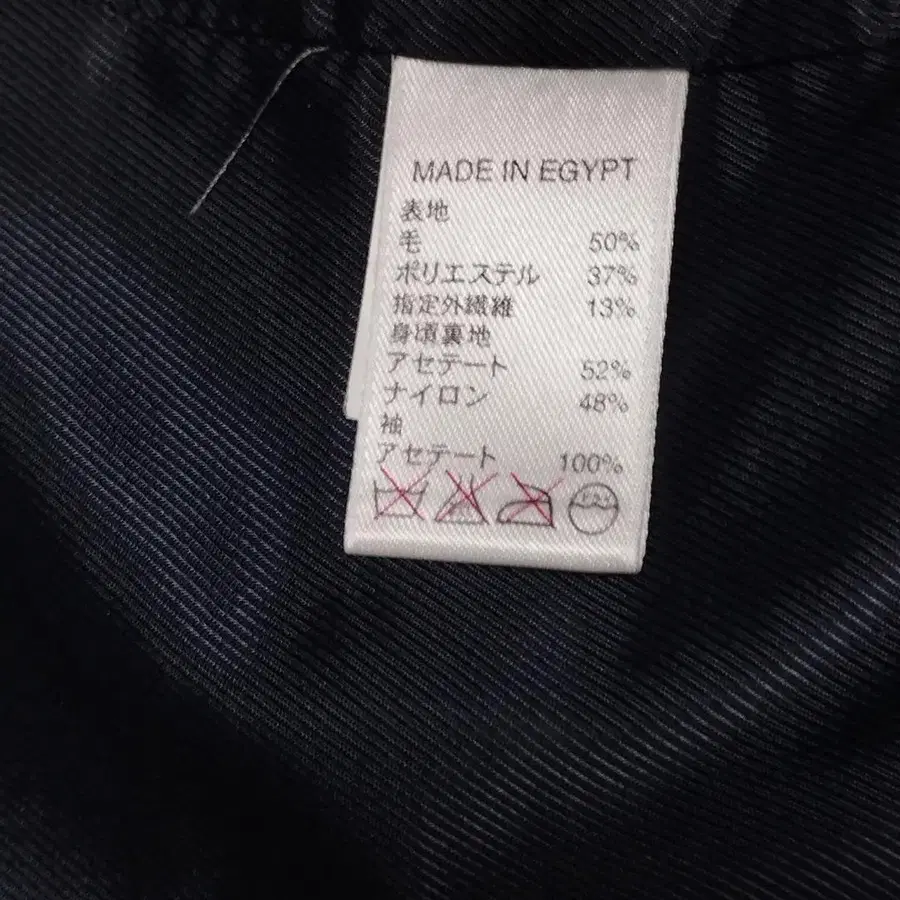 MADE IN EGYPT
表地
毛 50%
ポリエステル 37%
指定外繊維 13%
身頃裏地
アセテート 52%
ナイロン 48%
袖
アセテート 100%